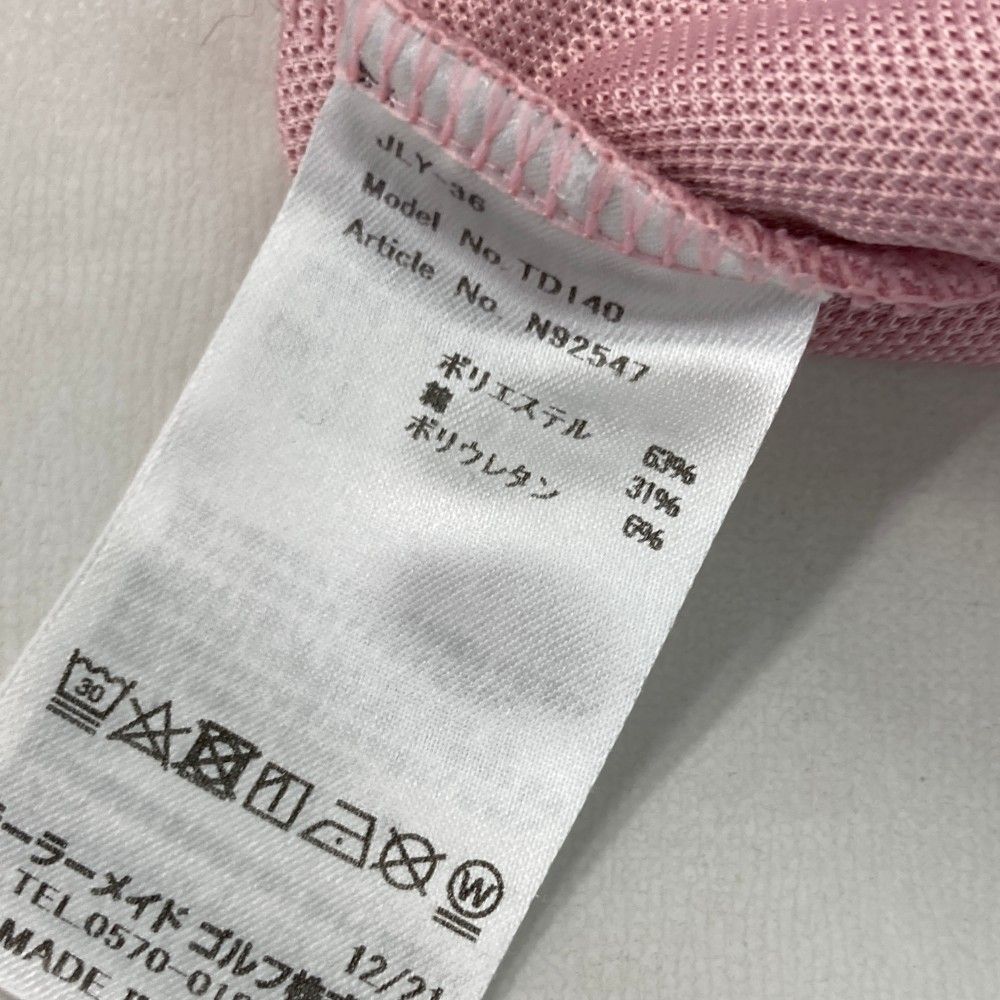 JLY-36
Model No. TD140
Article No. N92547
ポリエステル 63%
綿 31%
ポリウレタン 6%
30
W
ーラーメイド ゴルフ株
TEL.0570-01
12/21
MADE